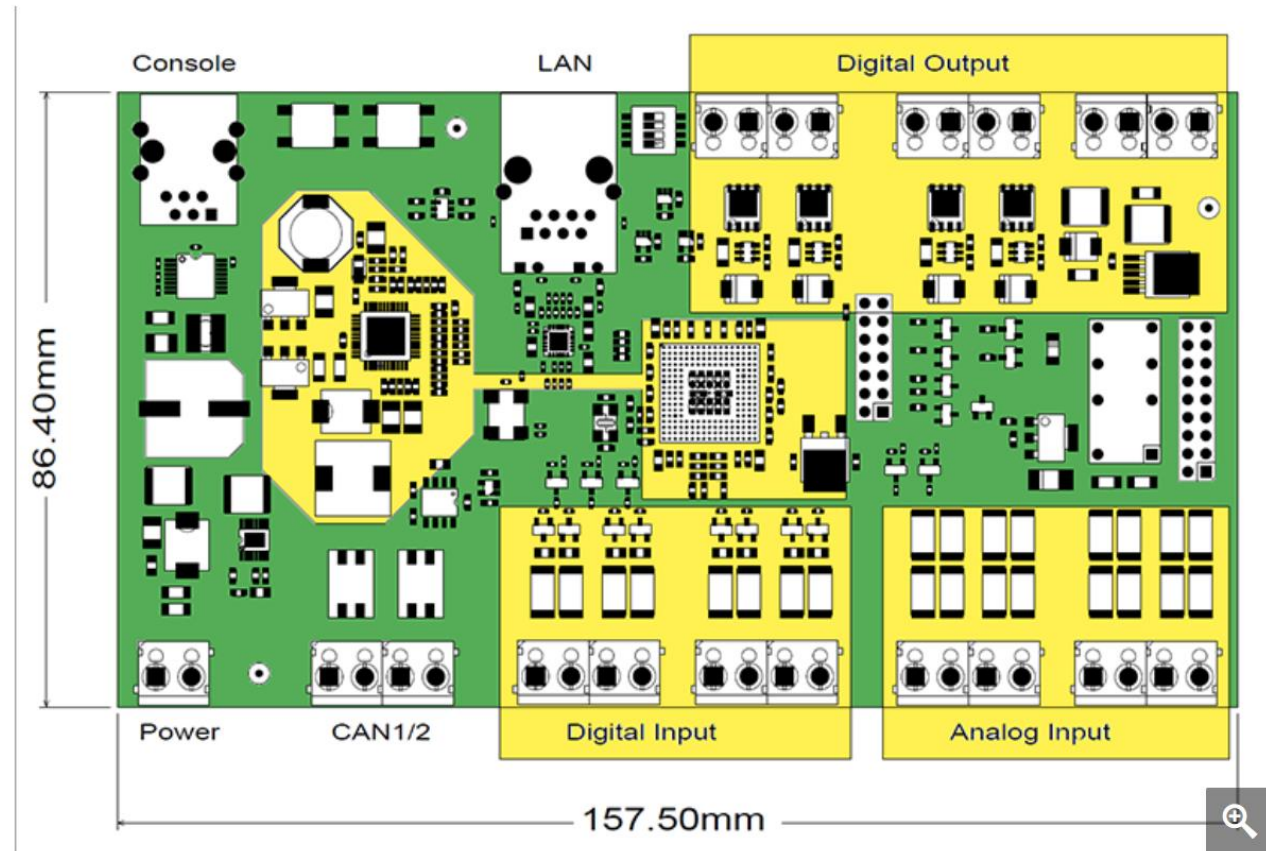 Console
LAN
Digital Output
86.40mm
Power
CAN1/2
Digital Input
Analog Input
157.50mm